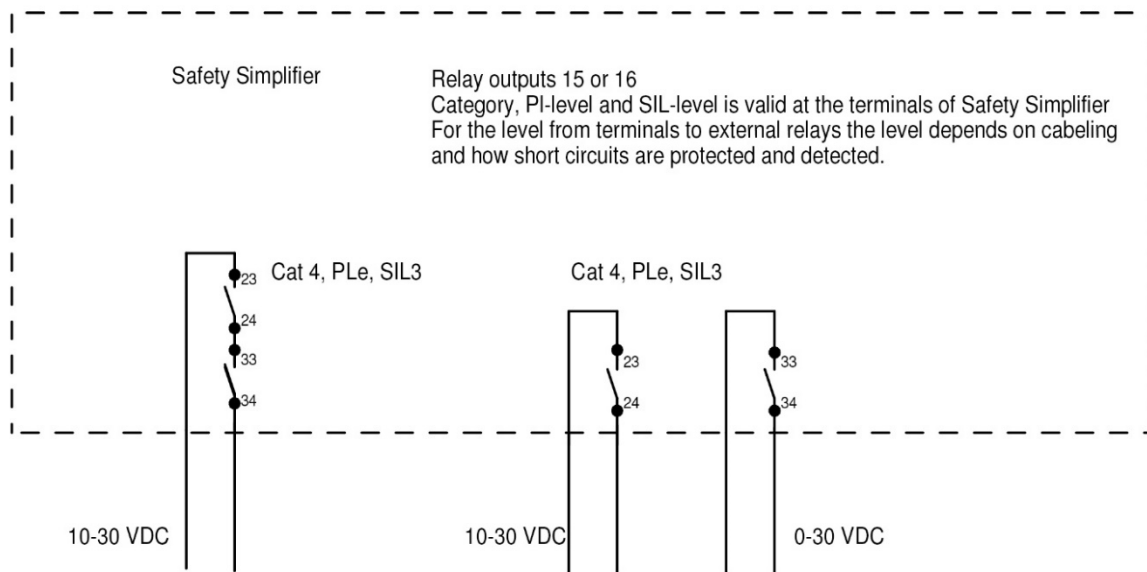 Safety Simplifier
Relay outputs 15 or 16
Category, Pl-level and SIL-level is valid at the terminals of Safety Simplifier
For the level from terminals to external relays the level depends on cabeling
and how short circuits are protected and detected.
Cat 4, PLe, SIL3
23
24
33
34
Cat 4, PLe, SIL3
23
24
33
34
10-30 VDC
10-30 VDC
0-30 VDC